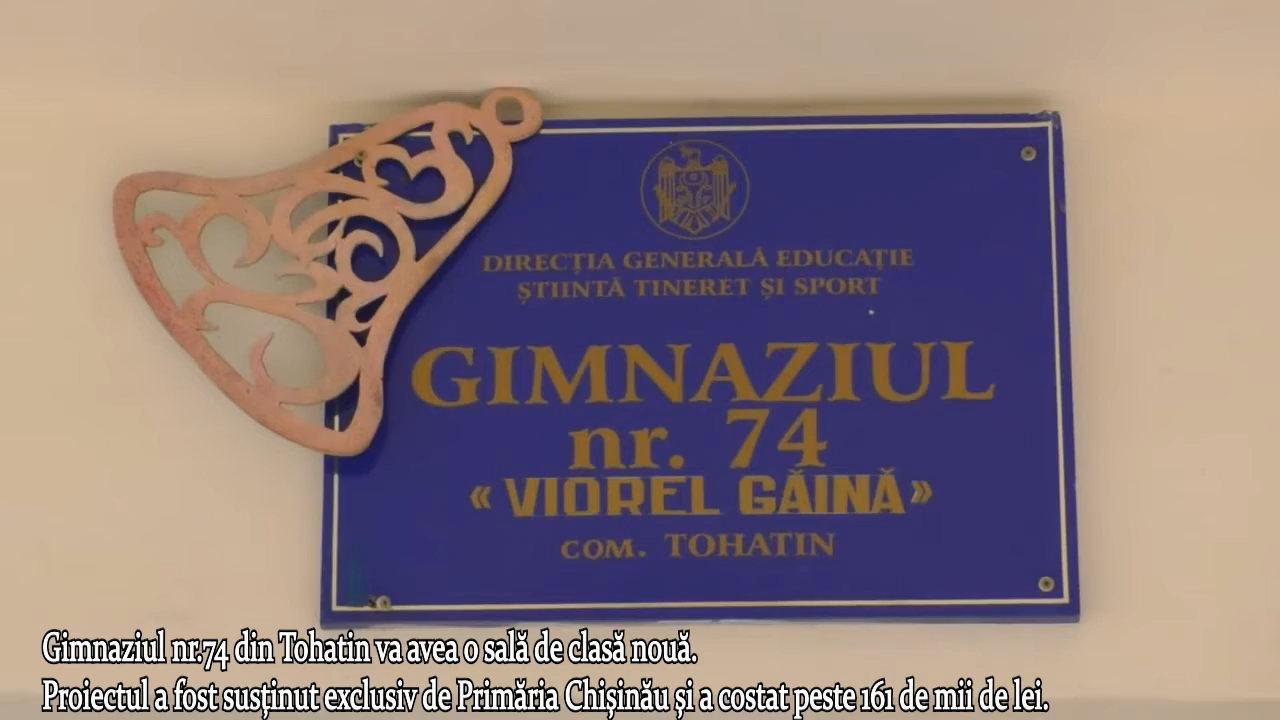 DIRECȚIA GENERALĂ EDUCAȚIE
ȘTIINTĂ TINERET ȘI SPORT
GIMNAZIUL
nr. 74
« VIOREL GĂINĂ »
COM. TOHATIN
Gimnaziul nr.74 din Tohatin va avea o sală de clasă nouă.
Proiectul a fost susținut exclusiv de Primăria Chișinău și a costat peste 161 de mii de lei.